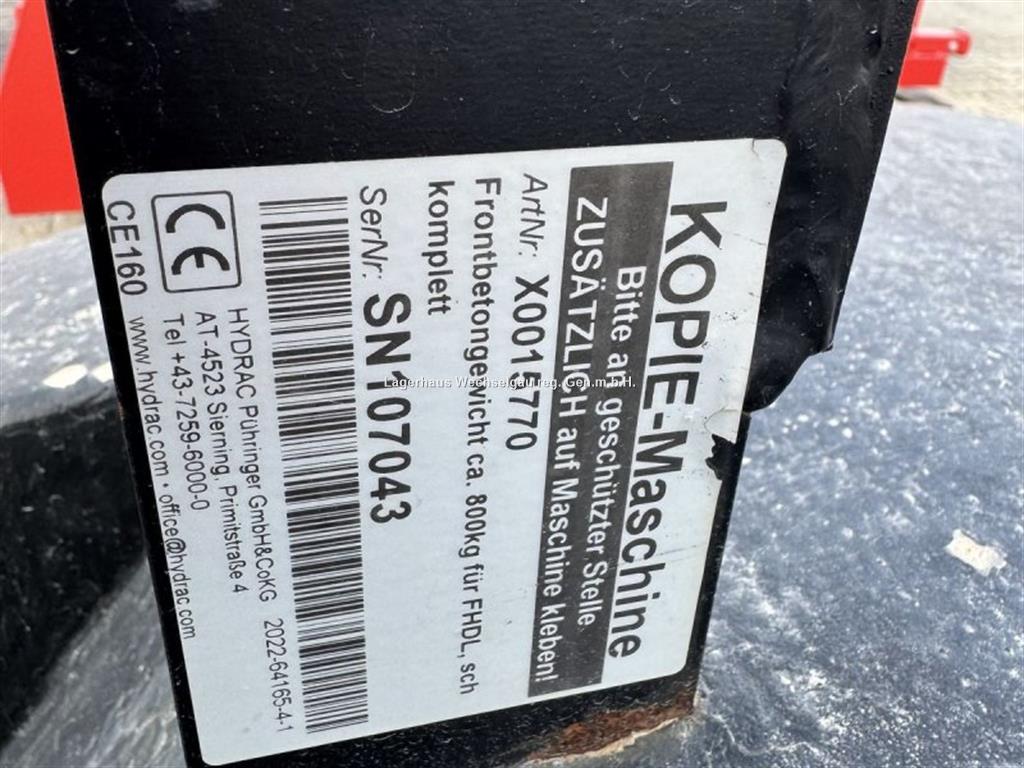 KOPIE-Maschine
Bitte an geschützter Stelle
ZUSÄTZLICH auf Maschine kleben!
ArtNr: X0015770
Frontbetongewicht ca. 800kg für FHDL, sch
komplett
SerNr: SN107043
CE
CE160
HYDRAC Pühringer GmbH&CoKG 2022-64165-4-1
AT-4523 Sierning, Primitstraße 4
Tel +43-7259-6000-0
www.hydrac.com • office@hydrac.com
Lagerhaus Wechselgau reg. Gen.m.b.H.